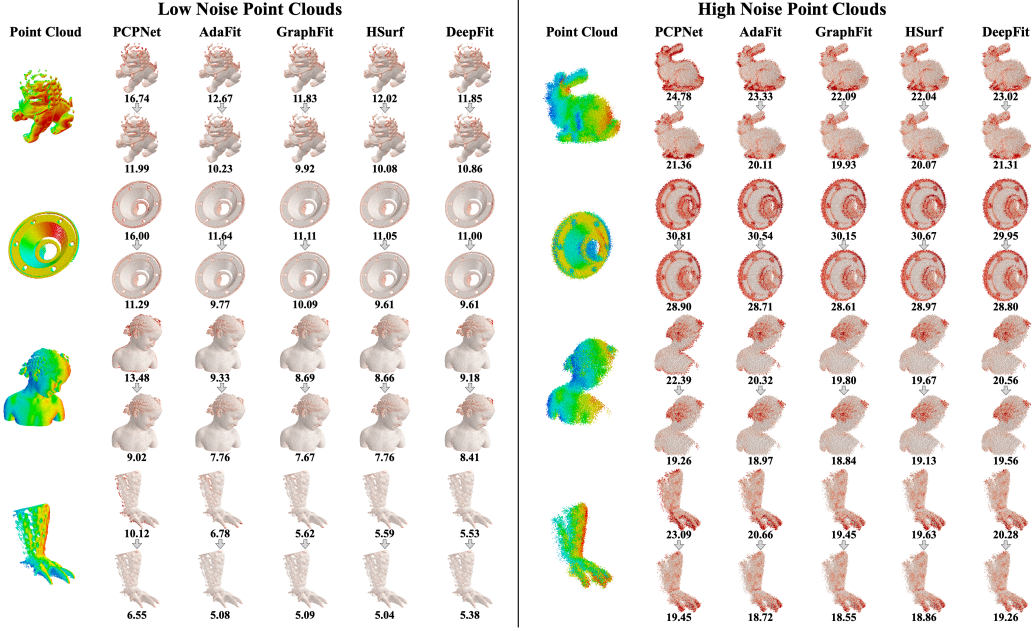 Low Noise Point Clouds
Point Cloud PCPNet AdaFit GraphFit HSurf DeepFit
16.74 12.67 11.83 12.02 11.85
11.99 10.23 9.92 10.08 10.86
16.00 11.64 11.11 11.05 11.00
11.29 9.77 10.09 9.61 9.61
13.48 9.33 8.69 8.66 9.18
9.02 7.76 7.67 7.76 8.41
10.12 6.78 5.62 5.59 5.53
6.55 5.08 5.09 5.04 5.38
High Noise Point Clouds
Point Cloud PCPNet AdaFit GraphFit HSurf DeepFit
24.78 23.33 22.09 22.04 23.02
21.36 20.11 19.93 20.07 21.31
30.81 30.54 30.15 30.67 29.95
28.90 28.71 28.61 28.97 28.80
22.39 20.32 19.80 19.67 20.56
19.26 18.97 18.84 19.13 19.56
23.09 20.66 19.45 19.63 20.28
19.45 18.72 18.55 18.86 19.26